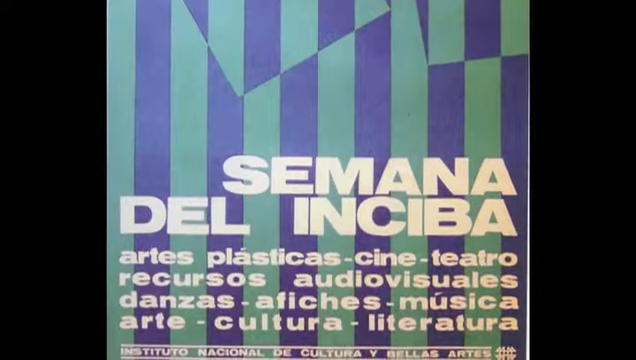 SEMANA
DEL INCIBA
artes plásticas-cine-teatro
recursos audiovisuales
danzas-afiches-música
arte-cultura-literatura
INSTITUTO NACIONAL DE CULTURA Y BELLAS ARTES